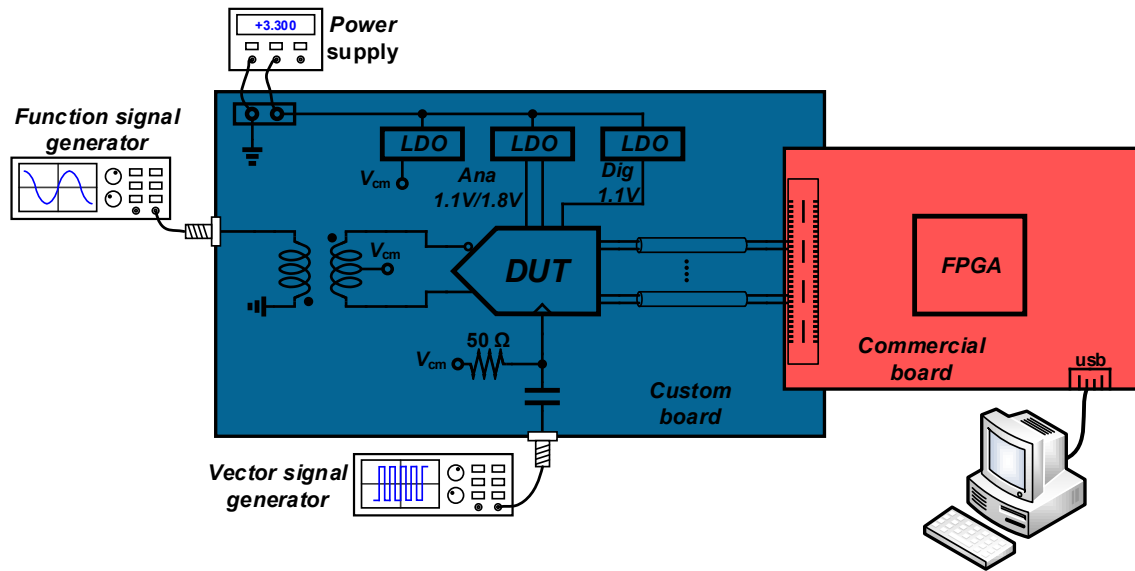 +3.300
Power
supply
Function signal
generator
LDO
LDO
LDO
Vcm
Ana
1.1V/1.8V
Dig
1.1V
Vcm
DUT
FPGA
50 Ω
Vcm
Commercial
board
usb
Custom
board
Vector signal
generator